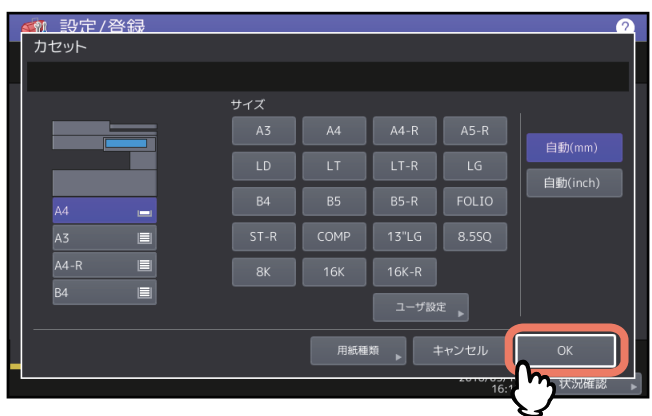 設定/登録
?
カセット
サイズ
A3 A4 A4-R A5-R
自動(mm)
LD LT LT-R LG
自動(inch)
B4 B5 B5-R FOLIO
ST-R COMP 13"LG 8.5SQ
8K 16K 16K-R
ユーザ設定
A4
A3
A4-R
B4
用紙種類 キャンセル OK
16:1
状況確認